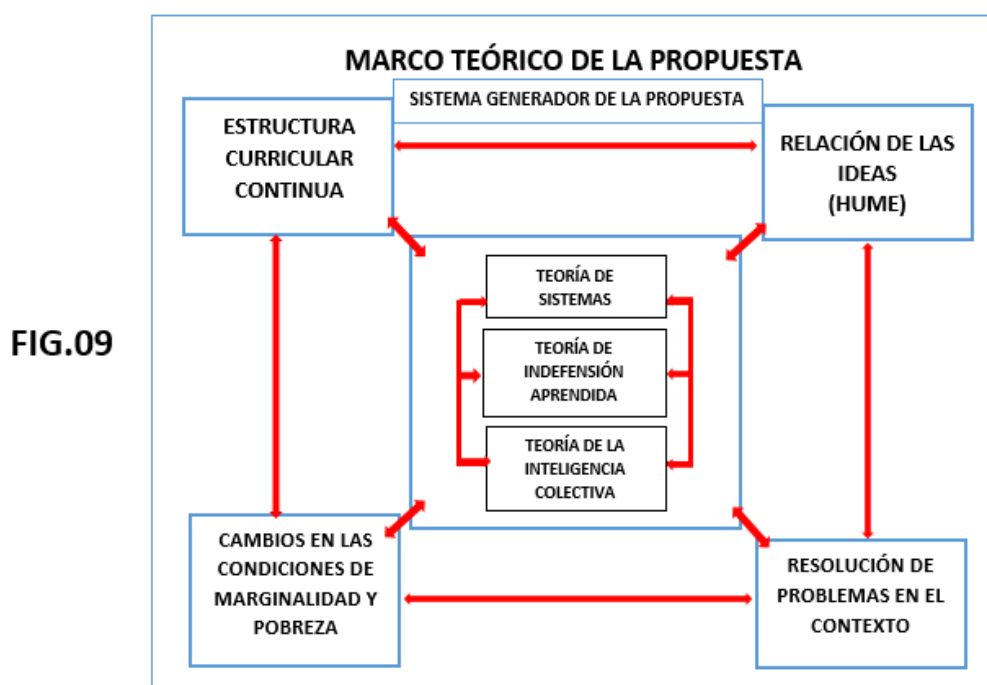 MARCO TEÓRICO DE LA PROPUESTA
SISTEMA GENERADOR DE LA PROPUESTA
ESTRUCTURA
CURRICULAR
CONTINUA
RELACIÓN DE LAS
IDEAS
(HUME)
TEORÍA DE
SISTEMAS
TEORÍA DE
INDEFENSIÓN
APRENDIDA
TEORÍA DE LA
INTELIGENCIA
COLECTIVA
FIG.09
CAMBIOS EN LAS
CONDICIONES DE
MARGINALIDAD Y
POBREZA
RESOLUCIÓN DE
PROBLEMAS EN EL
CONTEXTO